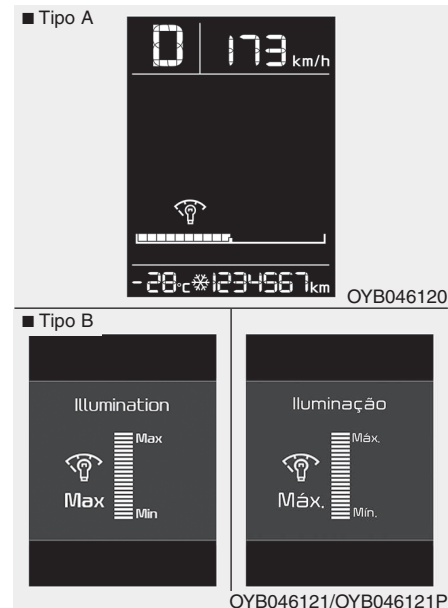 ■ Tipo A
D 173 km/h
-28°C ❄ 1234567 km
OYB046120
■ Tipo B
Illumination
Max
Max
Min
Iluminação
Máx.
Máx.
Mín.
OYB046121/OYB046121P